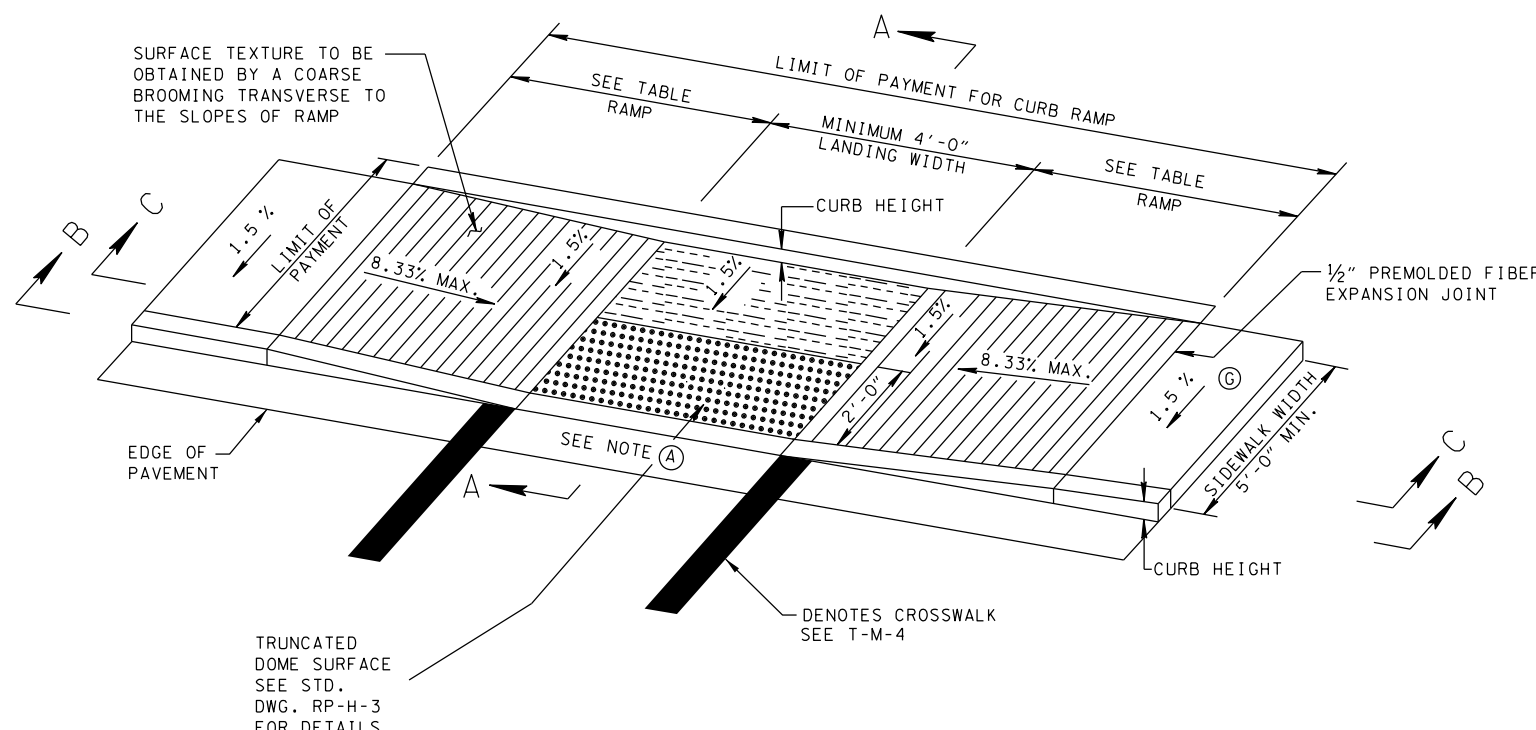 A
SURFACE TEXTURE TO BE
OBTAINED BY A COARSE
BROOMING TRANSVERSE TO
THE SLOPES OF RAMP
LIMIT OF PAYMENT FOR CURB RAMP
SEE TABLE
RAMP
MINIMUM 4'-0"
LANDING WIDTH
SEE TABLE
RAMP
CURB HEIGHT
B
C
1.5 %
LIMIT OF
PAYMENT
8.33% MAX.
1.5%
1.5%
1.5%
½" PREMOLDED FIBER
EXPANSION JOINT
8.33% MAX.
2'-0"
1.5 %
G
SIDEWALK WIDTH
5'-0" MIN.
EDGE OF
PAVEMENT
SEE NOTE A
A
C
B
CURB HEIGHT
DENOTES CROSSWALK
SEE T-M-4
TRUNCATED
DOME SURFACE
SEE STD.
DWG. RP-H-3
FOR DETAILS